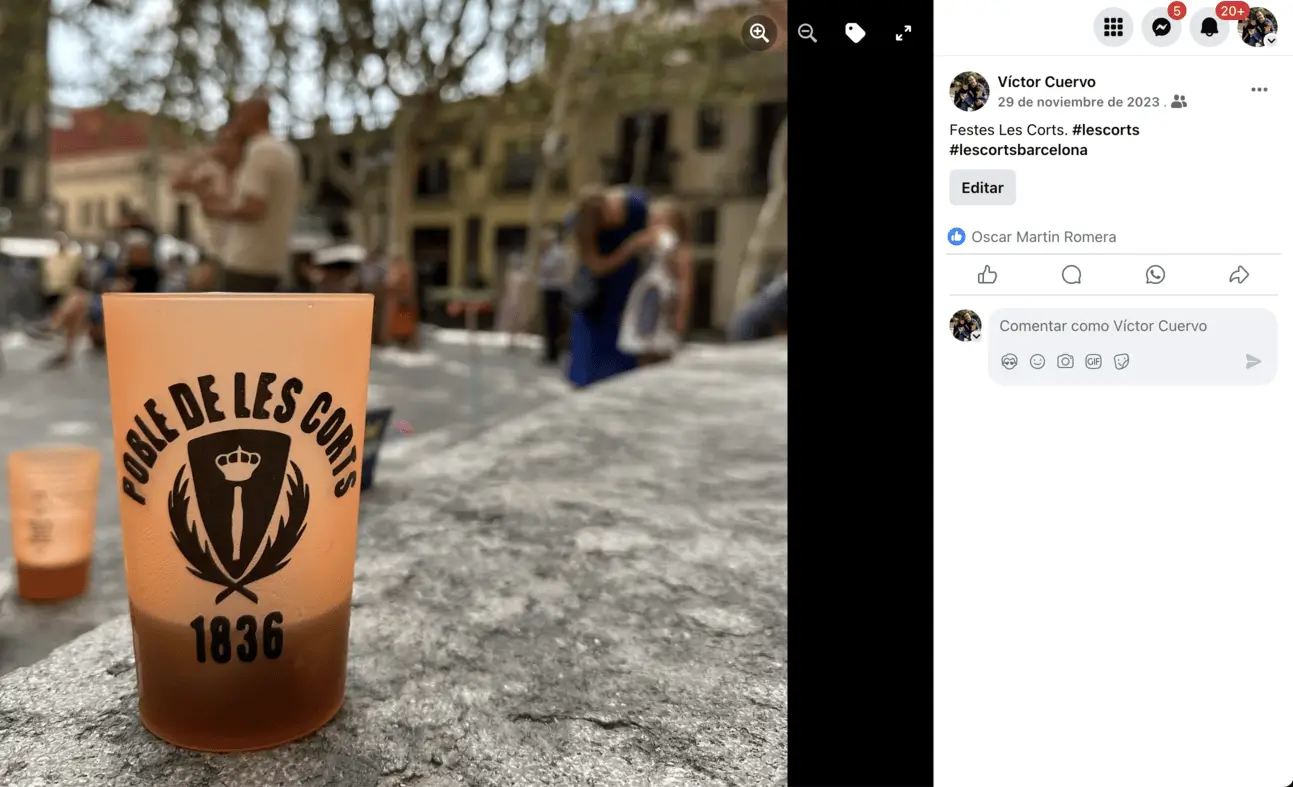 POBLE DE LES CORTS
1836
5
20+
Víctor Cuervo
29 de noviembre de 2023 .
Festes Les Corts. #lescorts
#lescortsbarcelona
Editar
Oscar Martin Romera
Comentar como Víctor Cuervo
GIF